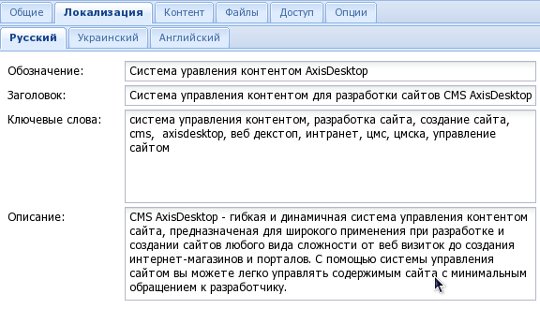 Общие Локализация Контент Файлы Доступ Опции
Русский Украинский Английский
Обозначение: Система уравления контентом AxisDesktop
Заголовок: Система управления контентом для разработки сайтов CMS AxisDesktop
Ключевые слова: система управления контентом, разработка сайта, создание сайта,
cms,  axisdesktop, веб декстоп, интранет, цмс, цмска, управление
сайтом
Описание: CMS AxisDesktop - гибкая и динамичная система управления контентом
сайта, предназначеная для широкого применения при разработке и
создании сайтов любого вида сложности от веб визиток до создания
интернет-магазинов и порталов. С помощью системы управления
сайтом вы можете легко управлять содержимым сайта с минимальным
обращением к разработчику.